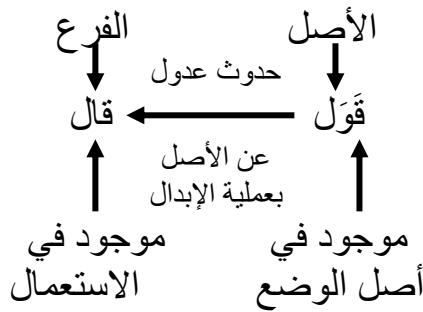 الأصل الفرع
حدوث عدول
قَوَل قال
عن الأصل
بعملية الإبدال
موجود في موجود في
أصل الوضع الاستعمال